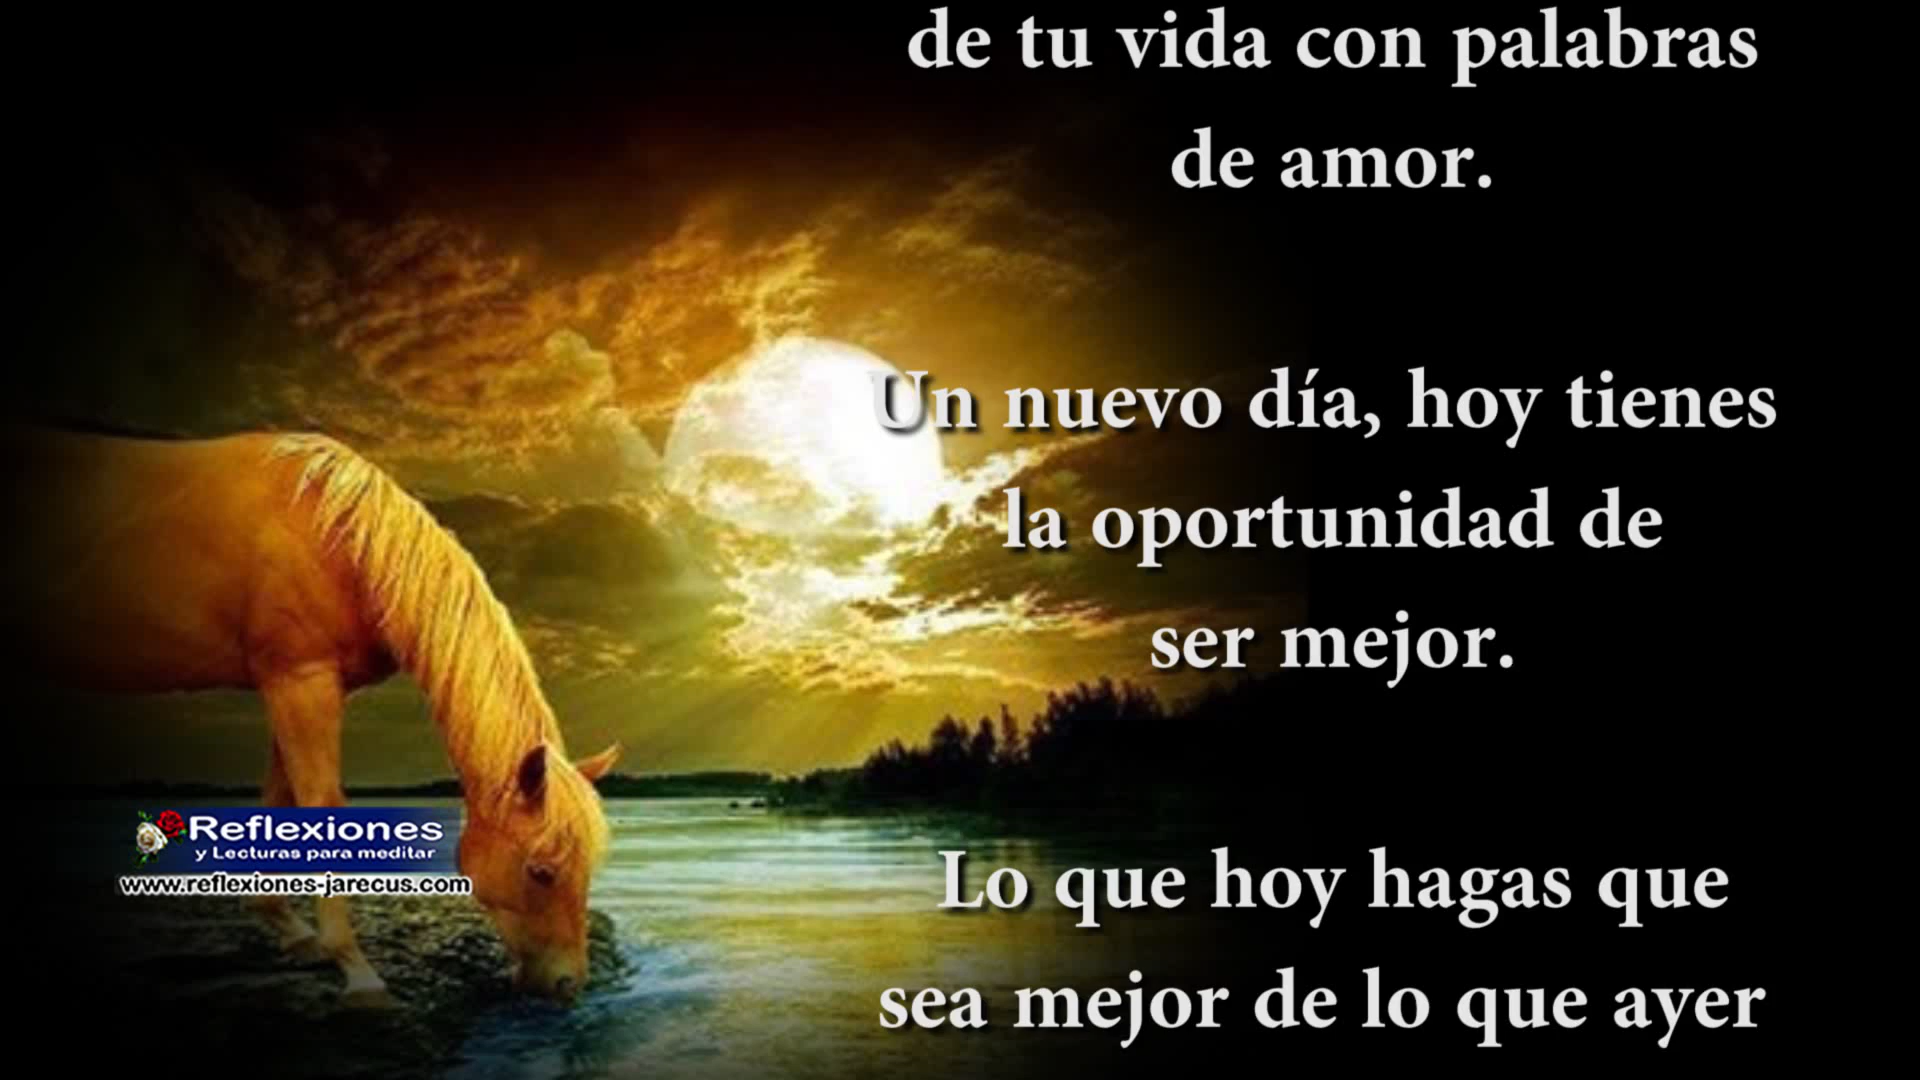 de tu vida con palabras
de amor.
Un nuevo día, hoy tienes
la oportunidad de
ser mejor.
Lo que hoy hagas que
sea mejor de lo que ayer
Reflexiones
y Lecturas para meditar
www.reflexiones-jarecus.com